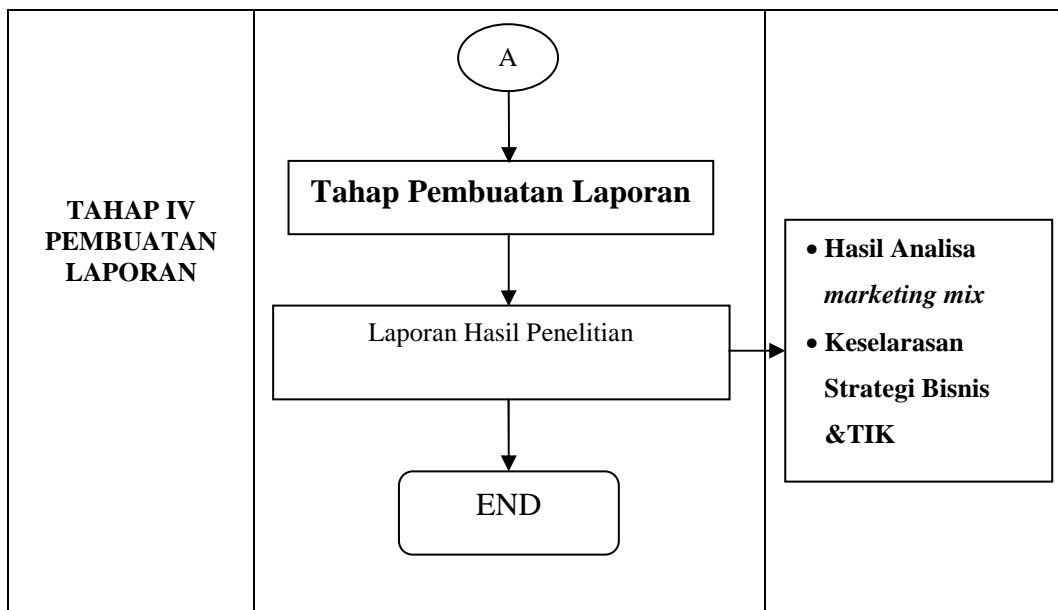 TAHAP IV
PEMBUATAN
LAPORAN
A
Tahap Pembuatan Laporan
Laporan Hasil Penelitian
END
• Hasil Analisa
marketing mix
• Keselarasan
Strategi Bisnis
&TIK